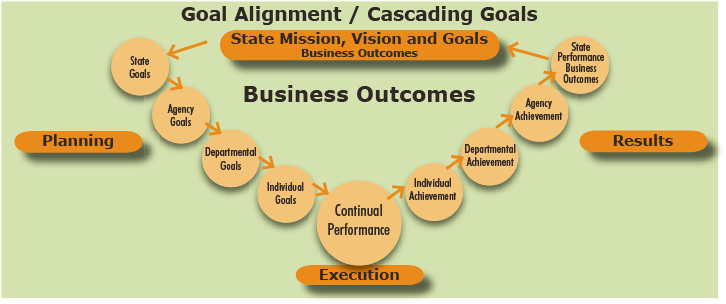 Goal Alignment / Cascading Goals
State Mission, Vision and Goals
Business Outcomes
State
Goals
State
Performance
Business
Outcomes
Business Outcomes
Agency
Goals
Agency
Achievement
Planning
Results
Departmental
Goals
Departmental
Achievement
Individual
Goals
Individual
Achievement
Continual
Performance
Execution